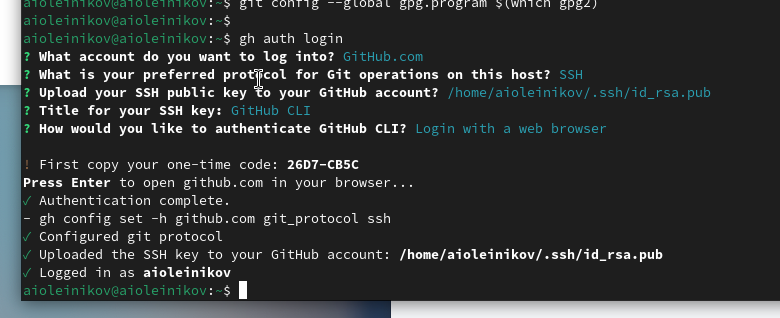 aioleinikov@aioleinikov:~$ git config --global gpg.program $(which gpg2)
aioleinikov@aioleinikov:~$
aioleinikov@aioleinikov:~$ gh auth login
? What account do you want to log into? GitHub.com
? What is your preferred protocol for Git operations on this host? SSH
? Upload your SSH public key to your GitHub account? /home/aioleinikov/.ssh/id_rsa.pub
? Title for your SSH key: GitHub CLI
? How would you like to authenticate GitHub CLI? Login with a web browser
! First copy your one-time code: 26D7-CB5C
Press Enter to open github.com in your browser...
✓ Authentication complete.
- gh config set -h github.com git_protocol ssh
✓ Configured git protocol
✓ Uploaded the SSH key to your GitHub account: /home/aioleinikov/.ssh/id_rsa.pub
✓ Logged in as aioleinikov
aioleinikov@aioleinikov:~$